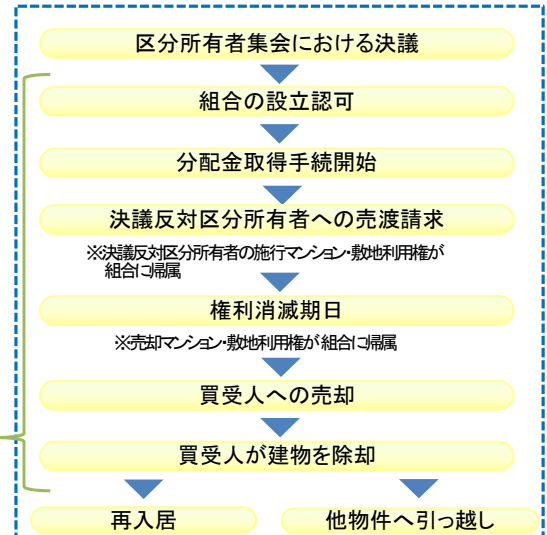 区分所有者集会における決議
組合の設立認可
分配金取得手続開始
決議反対区分所有者への売渡請求
※決議反対区分所有者の施行マンション・敷地利用権が
組合に帰属
権利消滅期日
※売却マンション・敷地利用権が組合に帰属
買受人への売却
買受人が建物を除却
再入居
他物件へ引っ越し